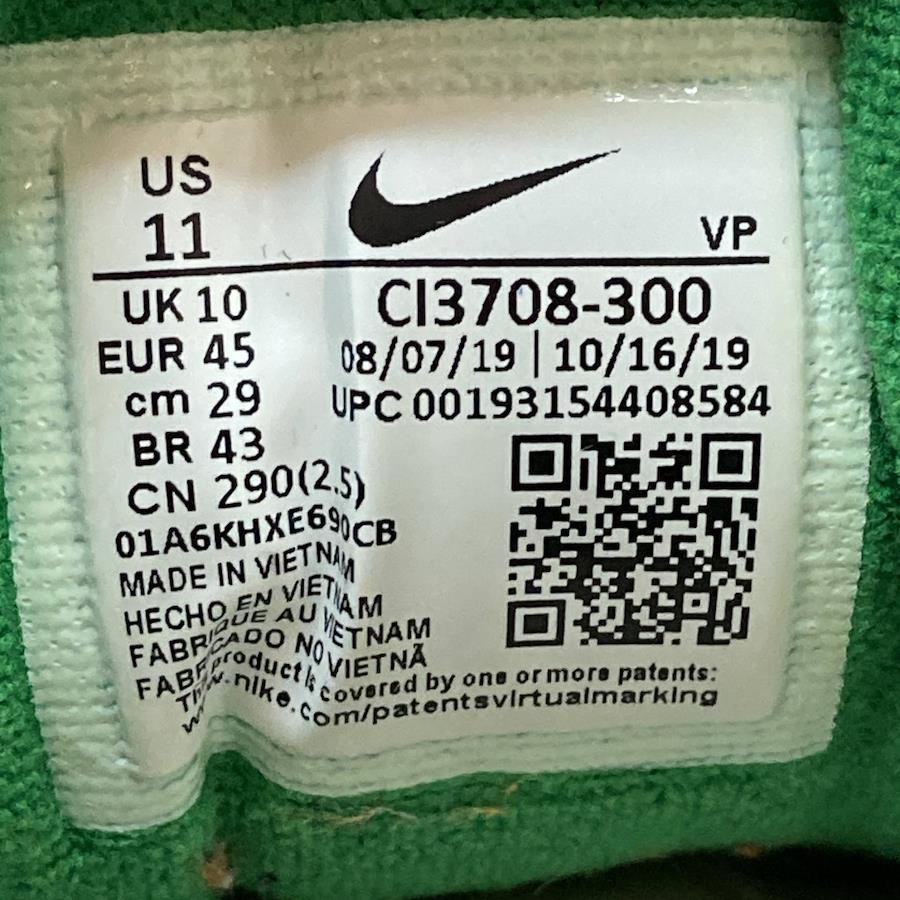 US
11
VP
UK 10
EUR 45
cm 29
BR 43
CN 290(2.5)
01A6KHXE690CB
MADE IN VIETNAM
HECHO EN VIETNAM
FABRIQUE AU VIETNAM
FABRICADO NO VIETNÃ
CI3708-300
08/07/19 | 10/16/19
UPC 00193154408584
This product is covered by one or more patents:
www.nike.com/patentsvirtualmarking